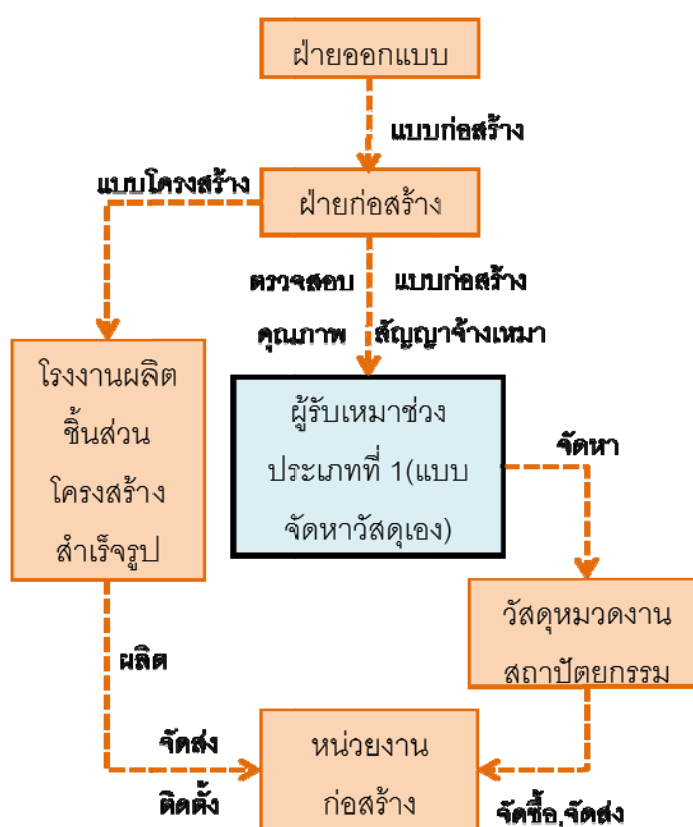 ฝ่ายออกแบบ
แบบก่อสร้าง
แบบโครงสร้าง
ฝ่ายก่อสร้าง
ตรวจสอบ แบบก่อสร้าง
คุณภาพ สัญญาจ้างเหมา
โรงงานผลิต
ชิ้นส่วน
โครงสร้าง
สำเร็จรูป
ผู้รับเหมาช่วง
ประเภทที่ 1(แบบ
จัดหาวัสดุเอง)
จัดหา
วัสดุหมวดงาน
สถาปัตยกรรม
ผลิต
จัดส่ง
ติดตั้ง
หน่วยงาน
ก่อสร้าง
จัดซื้อ,จัดส่ง